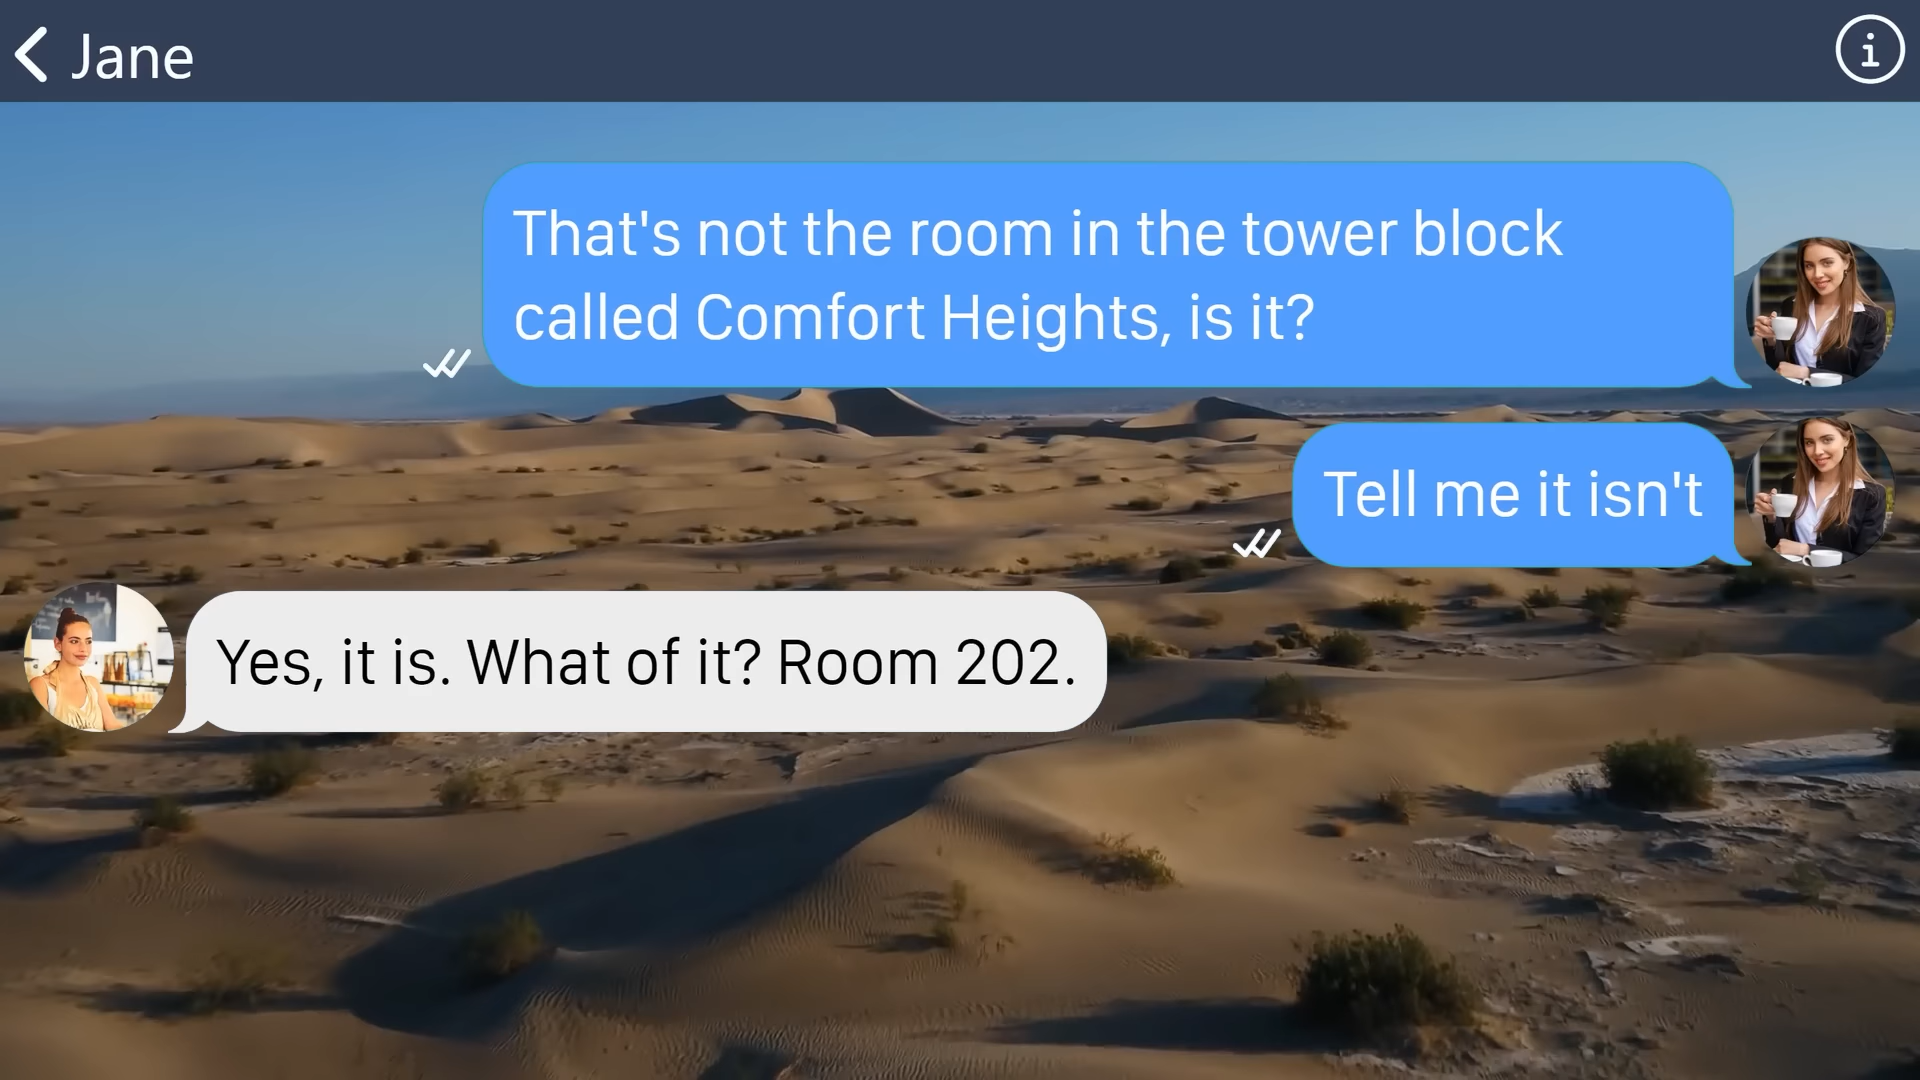 Jane
That's not the room in the tower block
called Comfort Heights, is it?
Tell me it isn't
Yes, it is. What of it? Room 202.